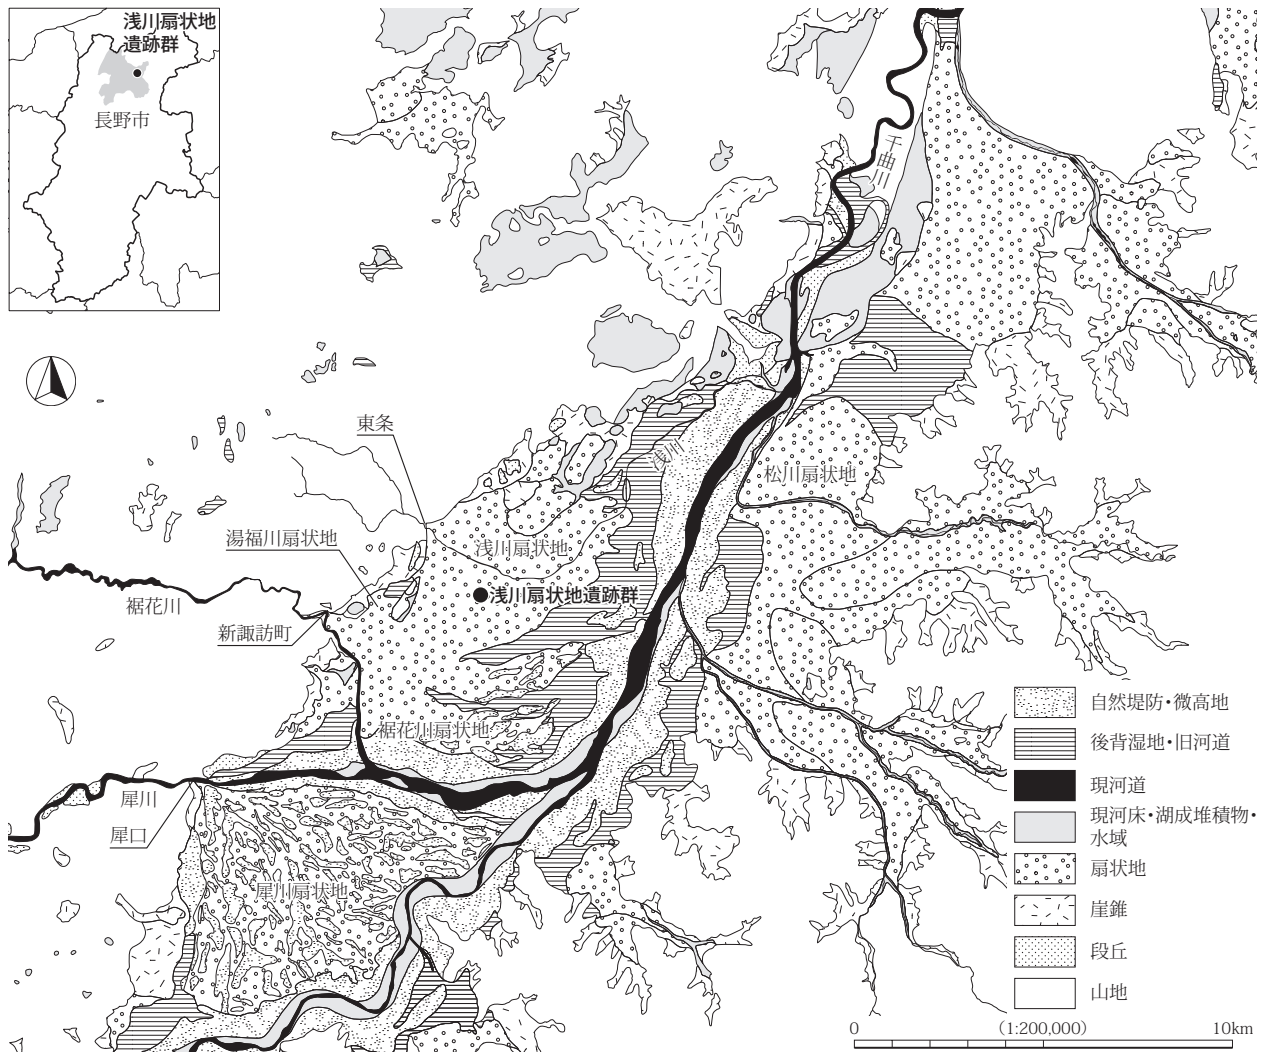 浅川扇状地
遺跡群
長野市
千曲川
東条
浅川
松川扇状地
湯福川扇状地
浅川扇状地
裾花川
浅川扇状地遺跡群
新諏訪町
裾花川扇状地
犀川
犀口
犀川扇状地
自然堤防・微高地
後背湿地・旧河道
現河道
現河床・湖成堆積物・
水域
扇状地
崖錐
段丘
山地
0 (1:200,000) 10km